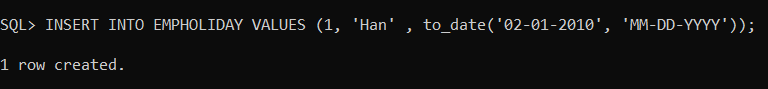 SQL> INSERT INTO EMPHOLIDAY VALUES (1, 'Han' , to_date('02-01-2010', 'MM-DD-YYYY'));
1 row created.